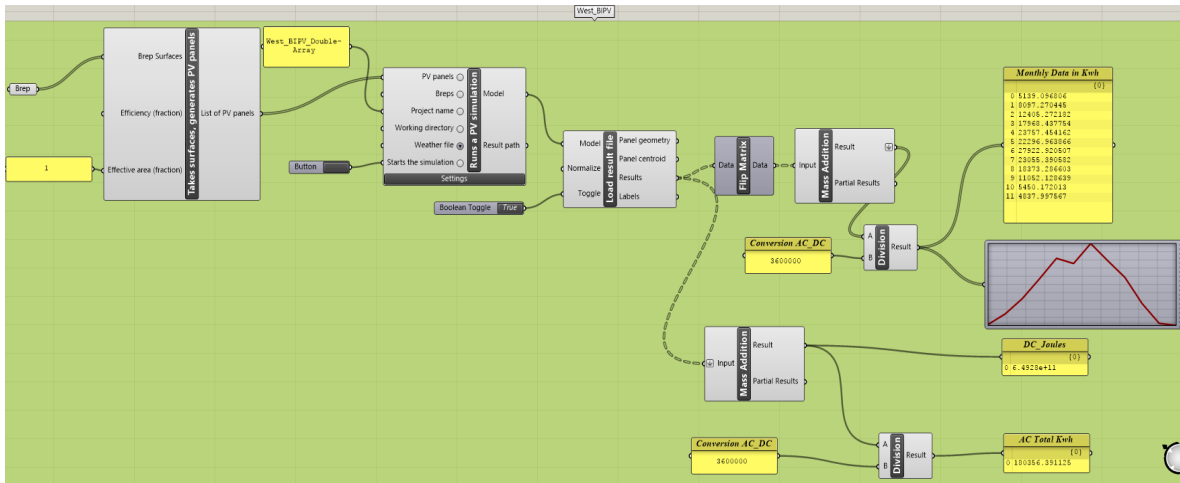 West_BIPV
Brep
Brep Surfaces
Efficiency (fraction)
Effective area (fraction)
Takes surfaces, generates PV panels
List of PV panels
1
West_BIPV_Double-
Array
PV panels
Breps
Project name
Working directory
Weather file
Starts the simulation
Runs a PV simulation
Model
Result path
Settings
Button
Boolean Toggle True
Model
Normalize
Toggle
Load result file
Panel geometry
Panel centroid
Results
Labels
Data
Flip Matrix
Data
Input
Mass Addition
Result
Partial Results
Conversion AC_DC
3600000
A
B
Division
Result
Monthly Data in Kwh
{0}
0 5139.096806
1 8097.270445
2 12405.272182
3 17968.437754
4 23757.454162
5 22296.963866
6 27922.920507
7 23055.390582
8 18373.286603
9 11052.128639
10 5450.172013
11 4837.997567
Input
Mass Addition
Result
Partial Results
DC_Joules
{0}
0 6.4928e+11
Conversion AC_DC
3600000
A
B
Division
Result
AC Total Kwh
{0}
0 180356.391125